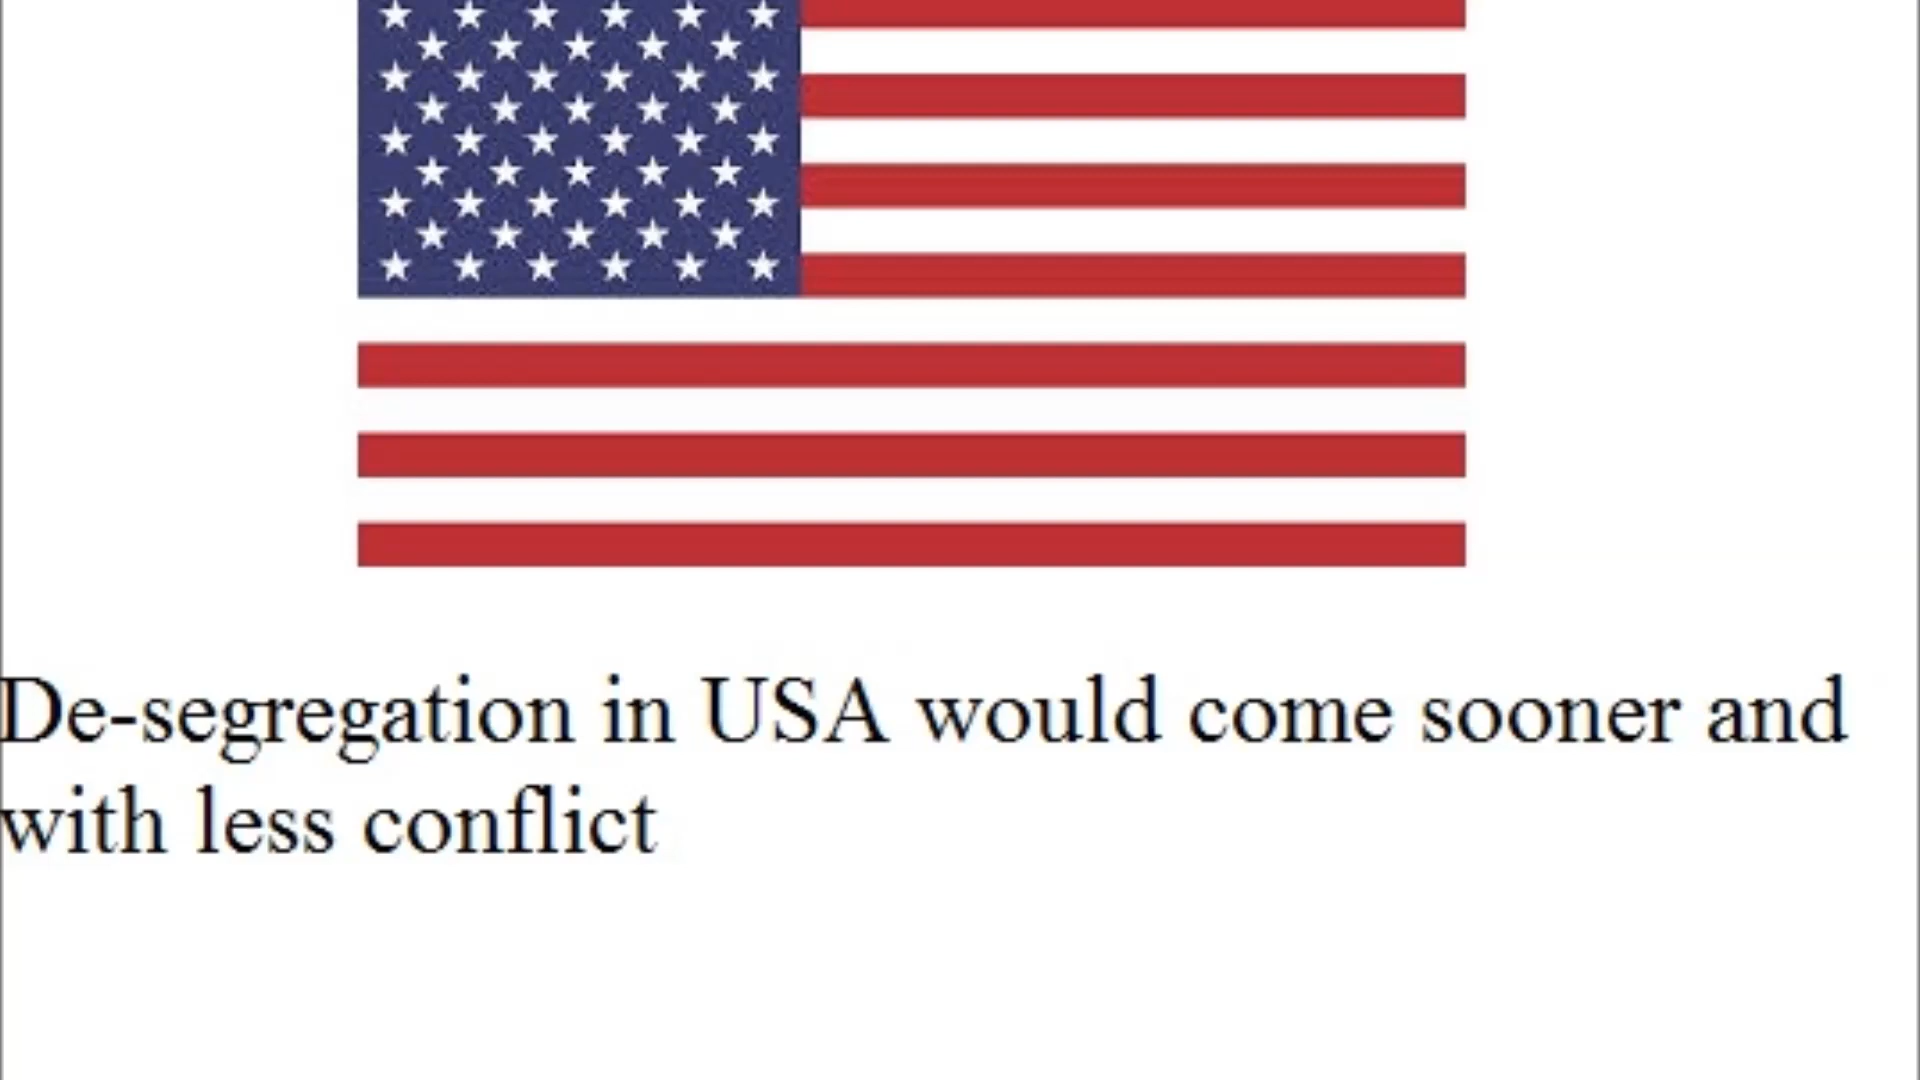 De-segregation in USA would come sooner and
with less conflict